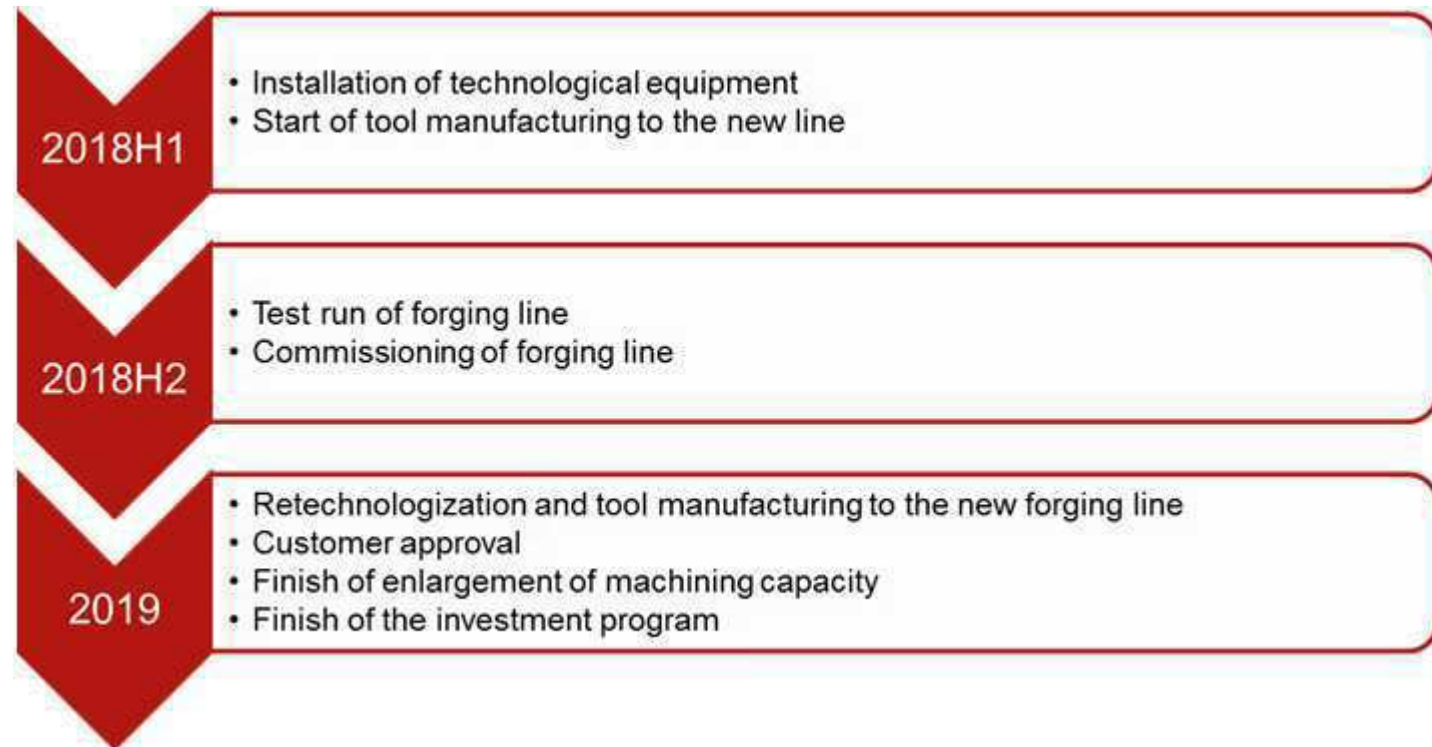 2018H1
• Installation of technological equipment
• Start of tool manufacturing to the new line
2018H2
• Test run of forging line
• Commissioning of forging line
2019
• Retechnologization and tool manufacturing to the new forging line
• Customer approval
• Finish of enlargement of machining capacity
• Finish of the investment program